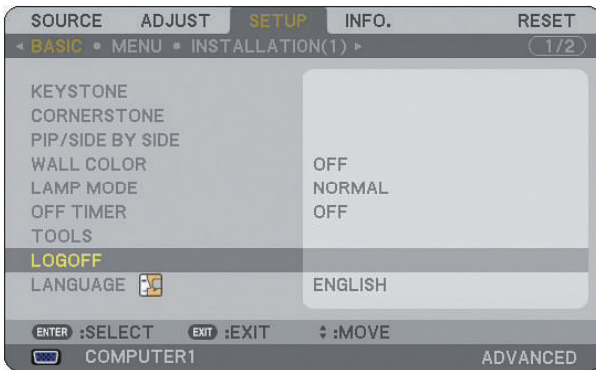 SOURCE ADJUST SETUP INFO. RESET
◂ BASIC • MENU • INSTALLATION(1) ▸ 1/2
KEYSTONE
CORNERSTONE
PIP/SIDE BY SIDE
WALL COLOR OFF
LAMP MODE NORMAL
OFF TIMER OFF
TOOLS
LOGOFF
LANGUAGE ENGLISH
ENTER :SELECT EXIT :EXIT :MOVE
COMPUTER1 ADVANCED